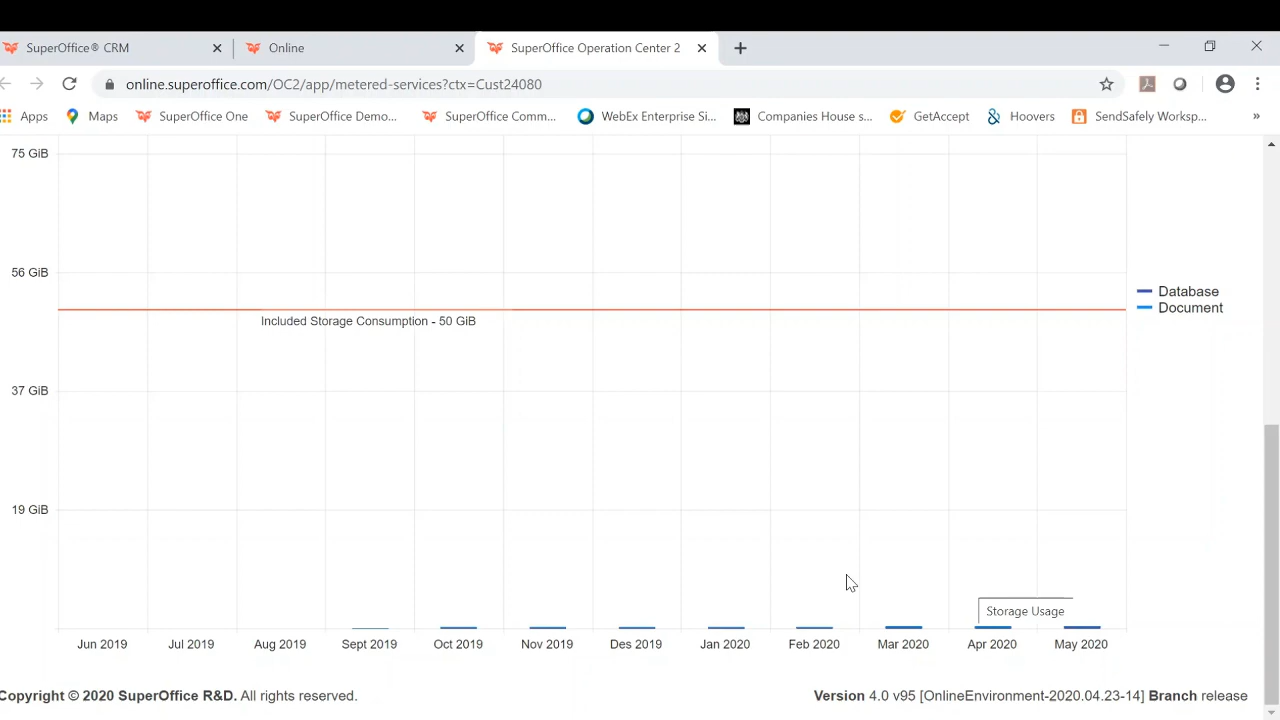 SuperOffice® CRM
Online
SuperOffice Operation Center 2
online.superoffice.com/OC2/app/metered-services?ctx=Cust24080
Apps
Maps
SuperOffice One
SuperOffice Demo...
SuperOffice Comm...
WebEx Enterprise Si...
Companies House s...
GetAccept
Hoovers
SendSafely Worksp...
»
75 GiB
56 GiB
Database
Document
Included Storage Consumption - 50 GIB
37 GiB
19 GiB
Storage Usage
Jun 2019
Jul 2019
Aug 2019
Sept 2019
Oct 2019
Nov 2019
Des 2019
Jan 2020
Feb 2020
Mar 2020
Apr 2020
May 2020
Copyright © 2020 SuperOffice R&D. All rights reserved.
Version 4.0 v95 [OnlineEnvironment-2020.04.23-14] Branch release